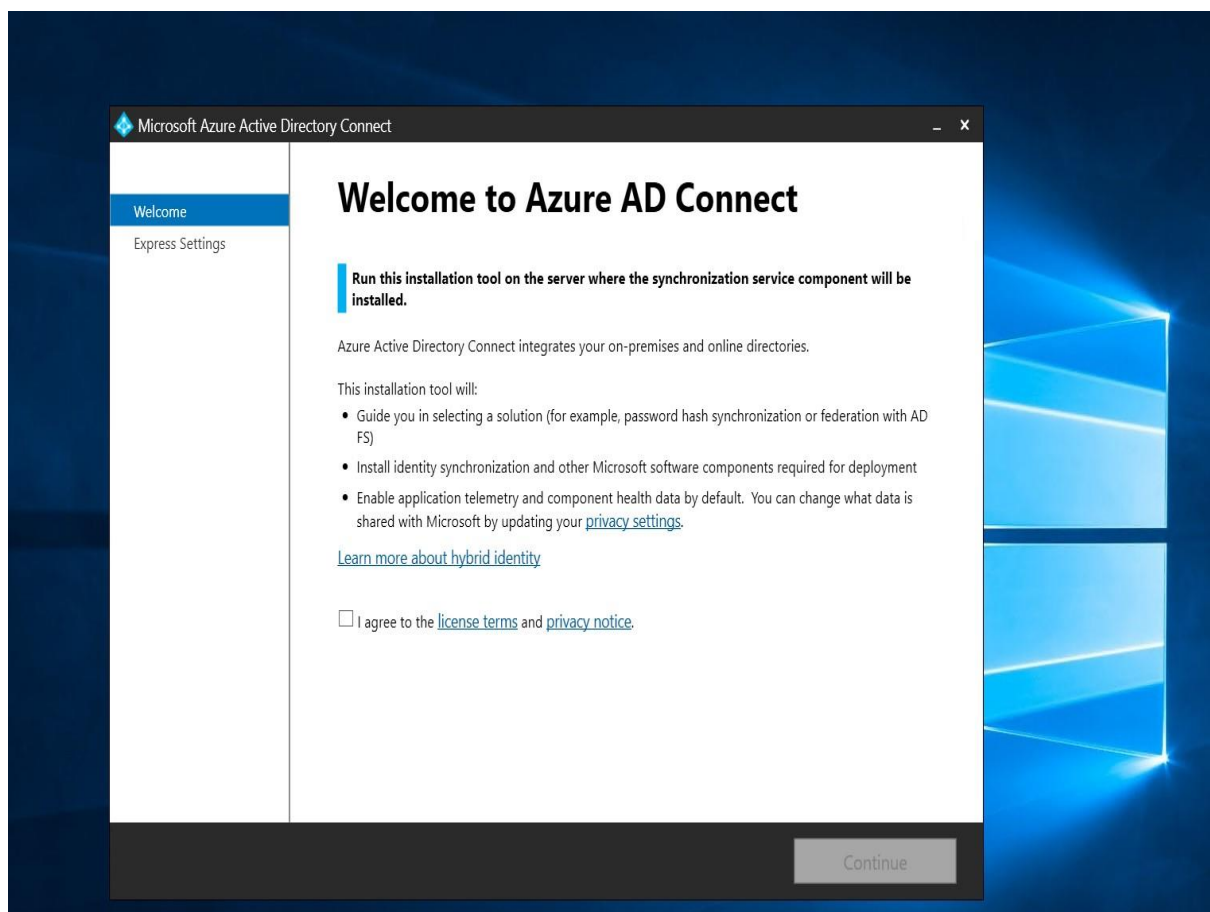 Microsoft Azure Active Directory Connect
Welcome
Express Settings
Welcome to Azure AD Connect
Run this installation tool on the server where the synchronization service component will be
installed.
Azure Active Directory Connect integrates your on-premises and online directories.
This installation tool will:
• Guide you in selecting a solution (for example, password hash synchronization or federation with AD
FS)
• Install identity synchronization and other Microsoft software components required for deployment
• Enable application telemetry and component health data by default. You can change what data is
shared with Microsoft by updating your privacy settings.
Learn more about hybrid identity
I agree to the license terms and privacy notice.
Continue